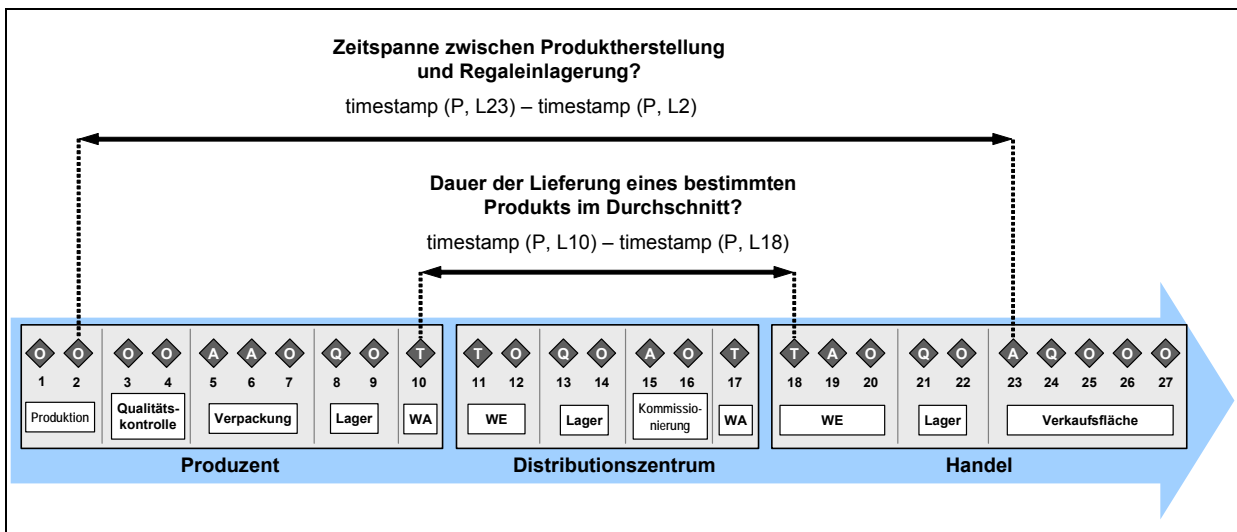 Zeitspanne zwischen Produktherstellung
und Regaleinlagerung?
timestamp (P, L23) – timestamp (P, L2)
Dauer der Lieferung eines bestimmten
Produkts im Durchschnitt?
timestamp (P, L10) – timestamp (P, L18)
O O O O A A O Q O T T O Q O A O T T A O Q O A Q O O O
1 2 3 4 5 6 7 8 9 10 11 12 13 14 15 16 17 18 19 20 21 22 23 24 25 26 27
Produktion
Qualitäts-
kontrolle
Verpackung
Lager
WA
WE
Lager
Kommissio-
nierung
WA
WE
Lager
Verkaufsfläche
Produzent
Distributionszentrum
Handel